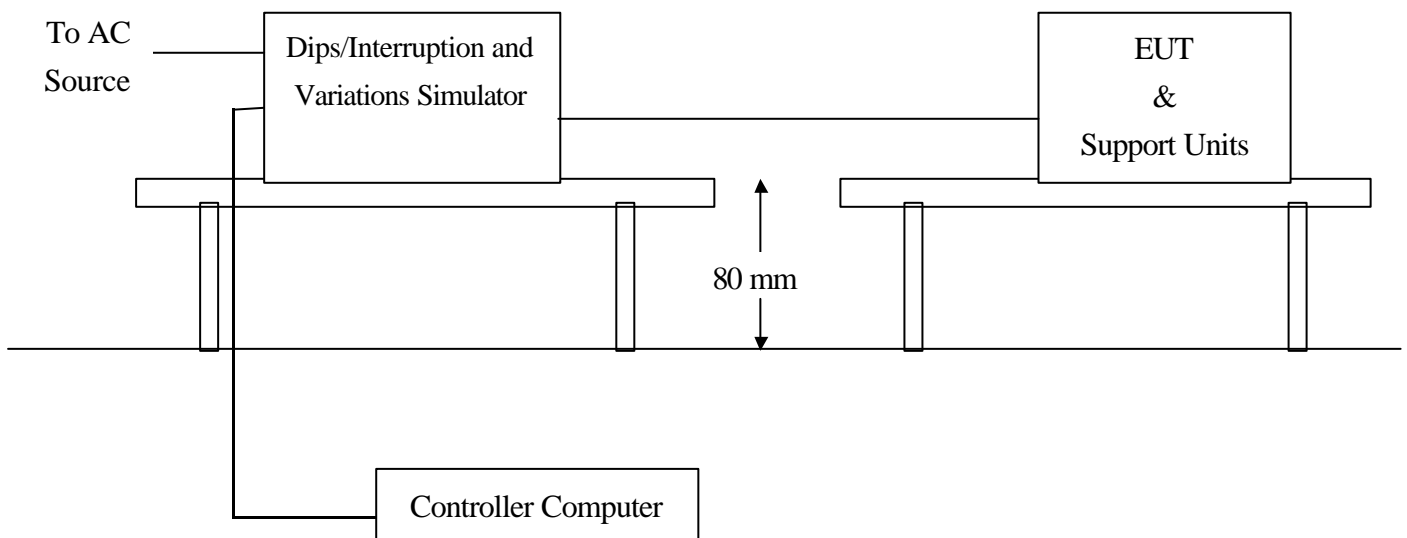 To AC
Source
Dips/Interruption and
Variations Simulator
EUT
&
Support Units
80 mm
Controller Computer